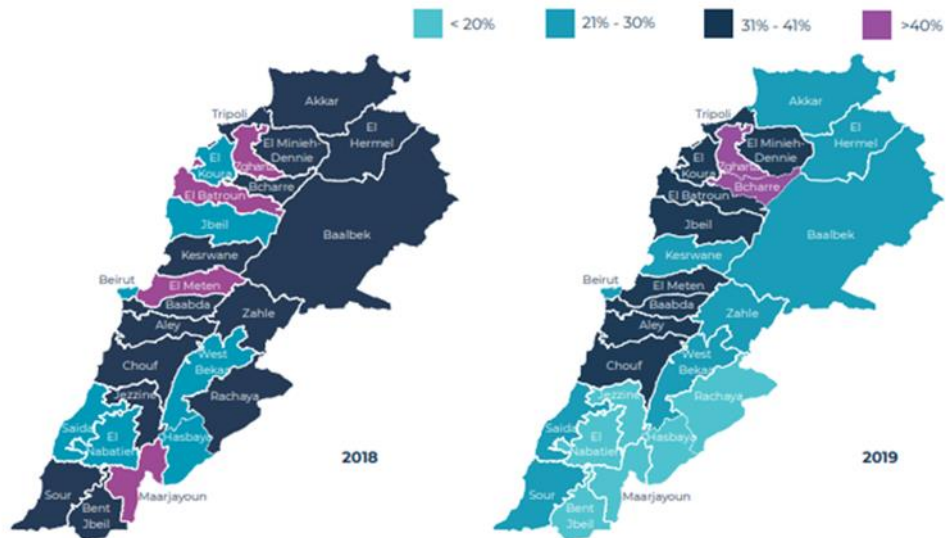 < 20%
21% - 30%
31% - 41%
>40%
Akkar
Tripoli
El Minieh-
Dennie
El
Hermel
El
Koura
Zgharta
Bcharre
El Batroun
Jbeil
Baalbek
Kesrwane
Beirut
El Meten
Baabda
Zahle
Aley
West
Bekaa
Chouf
Jezzine
Rachaya
Saida
El
Nabatieh
Hasbaya
2018
Sour
Maarjayoun
Bent
Jbeil
Akkar
Tripoli
El Minieh-
Dennie
El
Hermel
El
Koura
Zgharta
Bcharre
El Batroun
Jbeil
Baalbek
Kesrwane
Beirut
El Meten
Baabda
Zahle
Aley
West
Bekaa
Chouf
Jezzine
Rachaya
Saida
El
Nabatieh
Hasbaya
2019
Sour
Maarjayoun
Bent
Jbeil